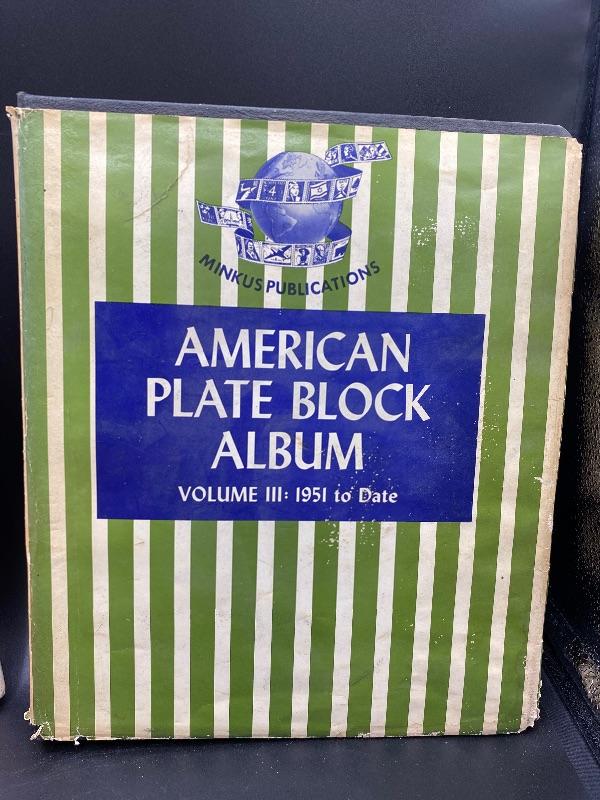 MINKUS PUBLICATIONS
AMERICAN
PLATE BLOCK
ALBUM
VOLUME III: 1951 to Date